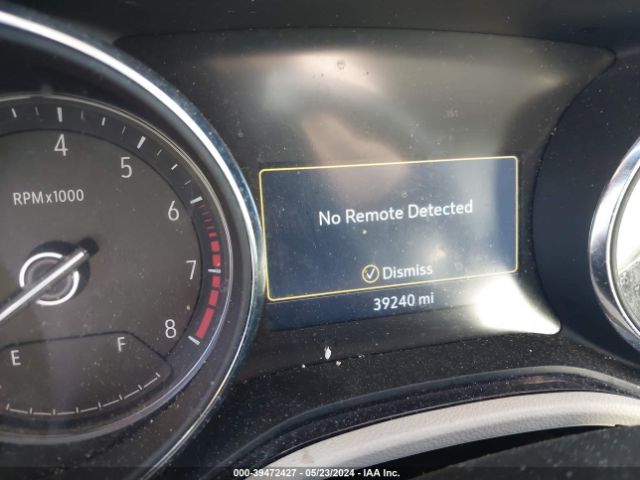 4
5
RPMx1000
6
7
8
E
F
No Remote Detected
Dismiss
39240 mi
000-39472427 - 05/23/2024 - IAA Inc.